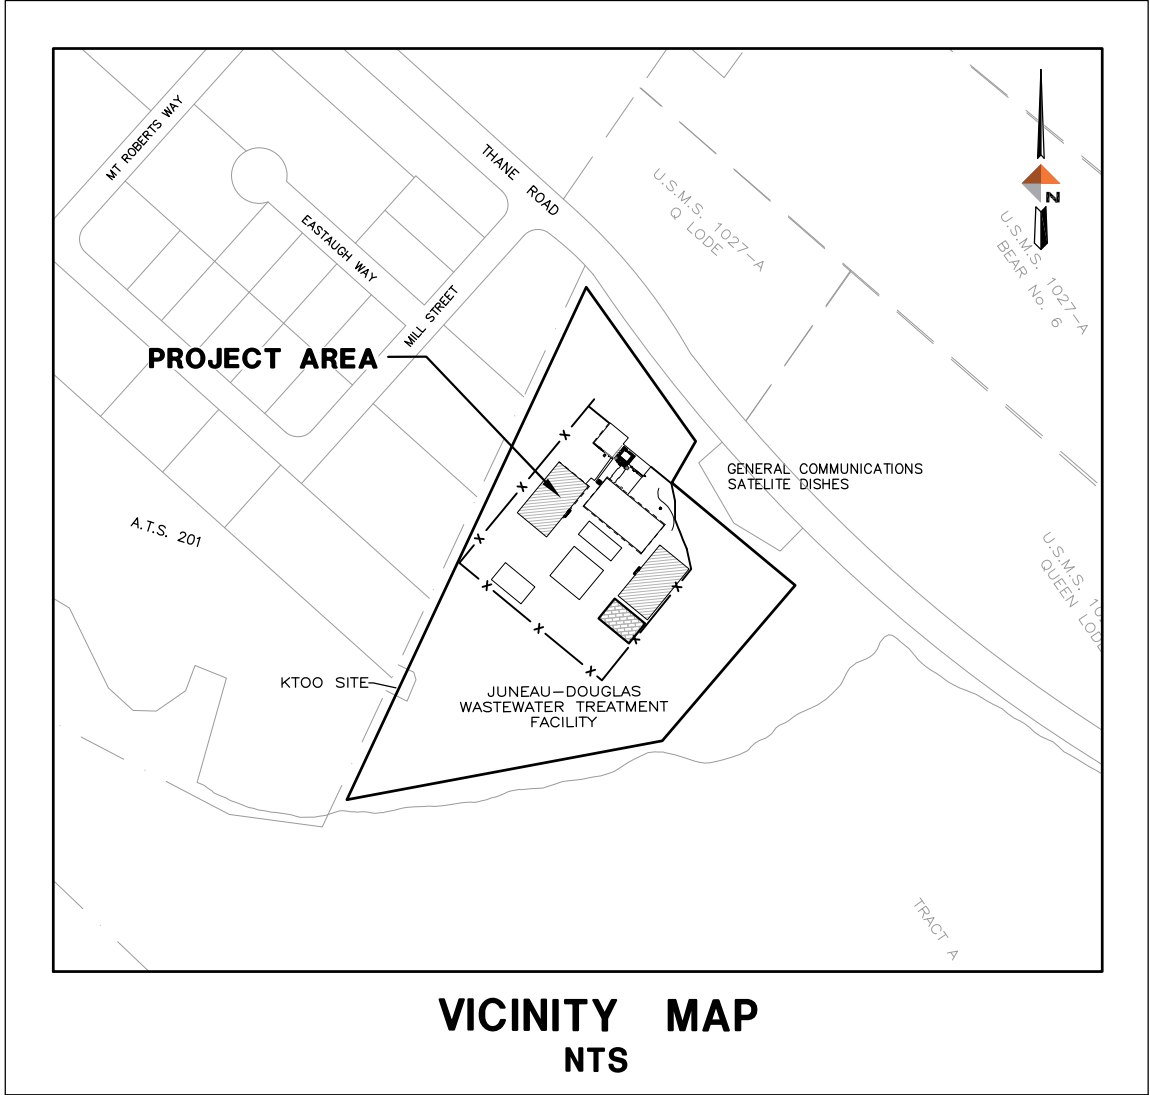 MT ROBERTS WAY
THANE ROAD
EASTAUGH WAY
MILL STREET
U.S.M.S. 1027-A
Q LODE
N
U.S.M.S. 1027-A
BEAR No. 6
PROJECT AREA
GENERAL COMMUNICATIONS
SATELITE DISHES
A.T.S. 201
X
X
X
X
X
X
X
X
U.S.M.S. 10
QUEEN LODE
KTOO SITE
JUNEAU-DOUGLAS
WASTEWATER TREATMENT
FACILITY
TRACT A
VICINITY MAP
NTS